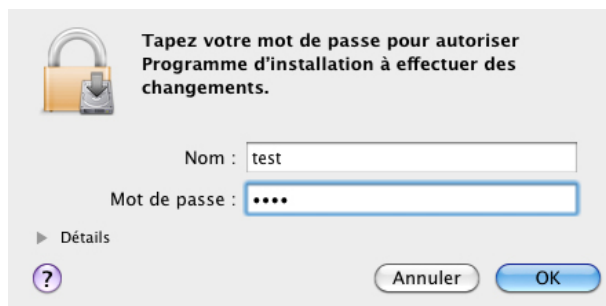 Tapez votre mot de passe pour autoriser
Programme d'installation à effectuer des
changements.
Nom : test
Mot de passe : ••••
Détails
?
Annuler OK